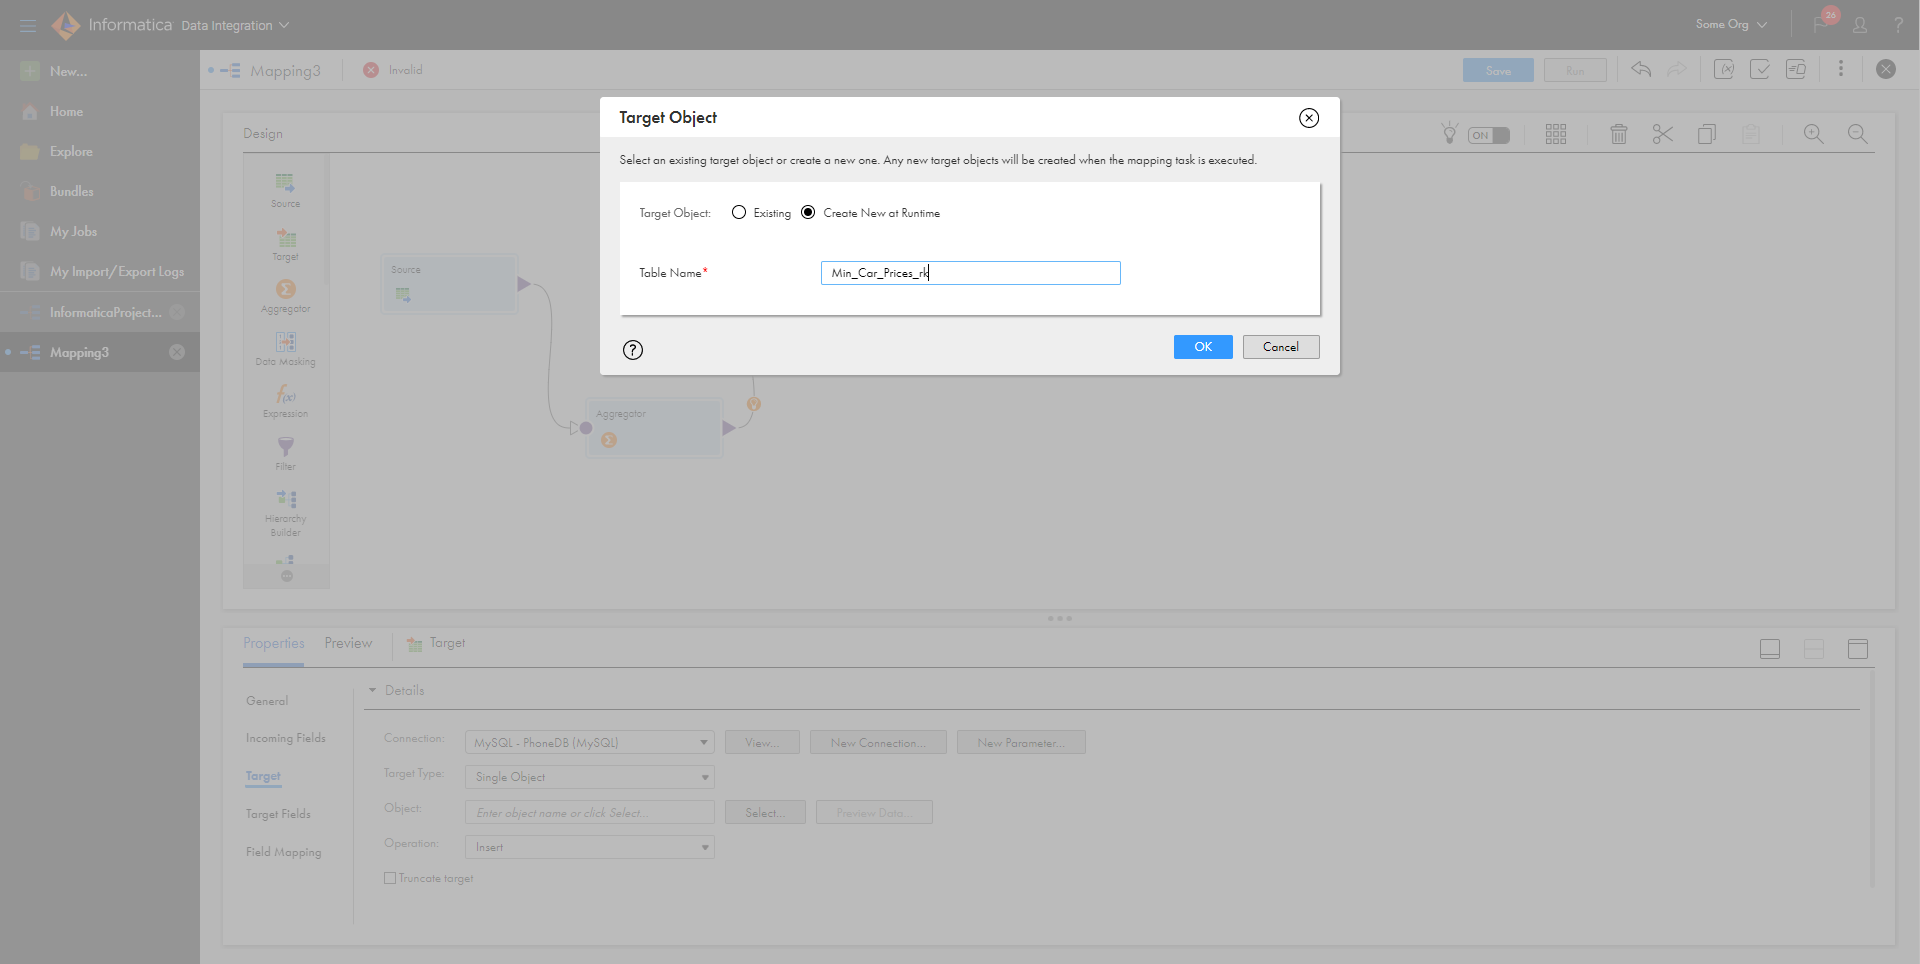 Informatica Data Integration
Some Org
26
New...
Home
Explore
Bundles
My Jobs
My Import/Export Logs
InformaticaProject...
Mapping3
Mapping3
Invalid
Save
Run
Target Object
Select an existing target object or create a new one. Any new target objects will be created when the mapping task is executed.
Target Object: Existing Create New at Runtime
Table Name* Min_Car_Prices_rk
OK
Cancel
Design
ON
Source
Target
Aggregator
Data Masking
Expression
Filter
Hierarchy
Builder
Source
Aggregator
Properties Preview Target
General
Incoming Fields
Target
Target Fields
Field Mapping
Details
Connection: MySQL - PhoneDB (MySQL) View... New Connection... New Parameter...
Target Type: Single Object
Object: Enter object name or click Select... Select... Preview Data...
Operation: Insert
Truncate target